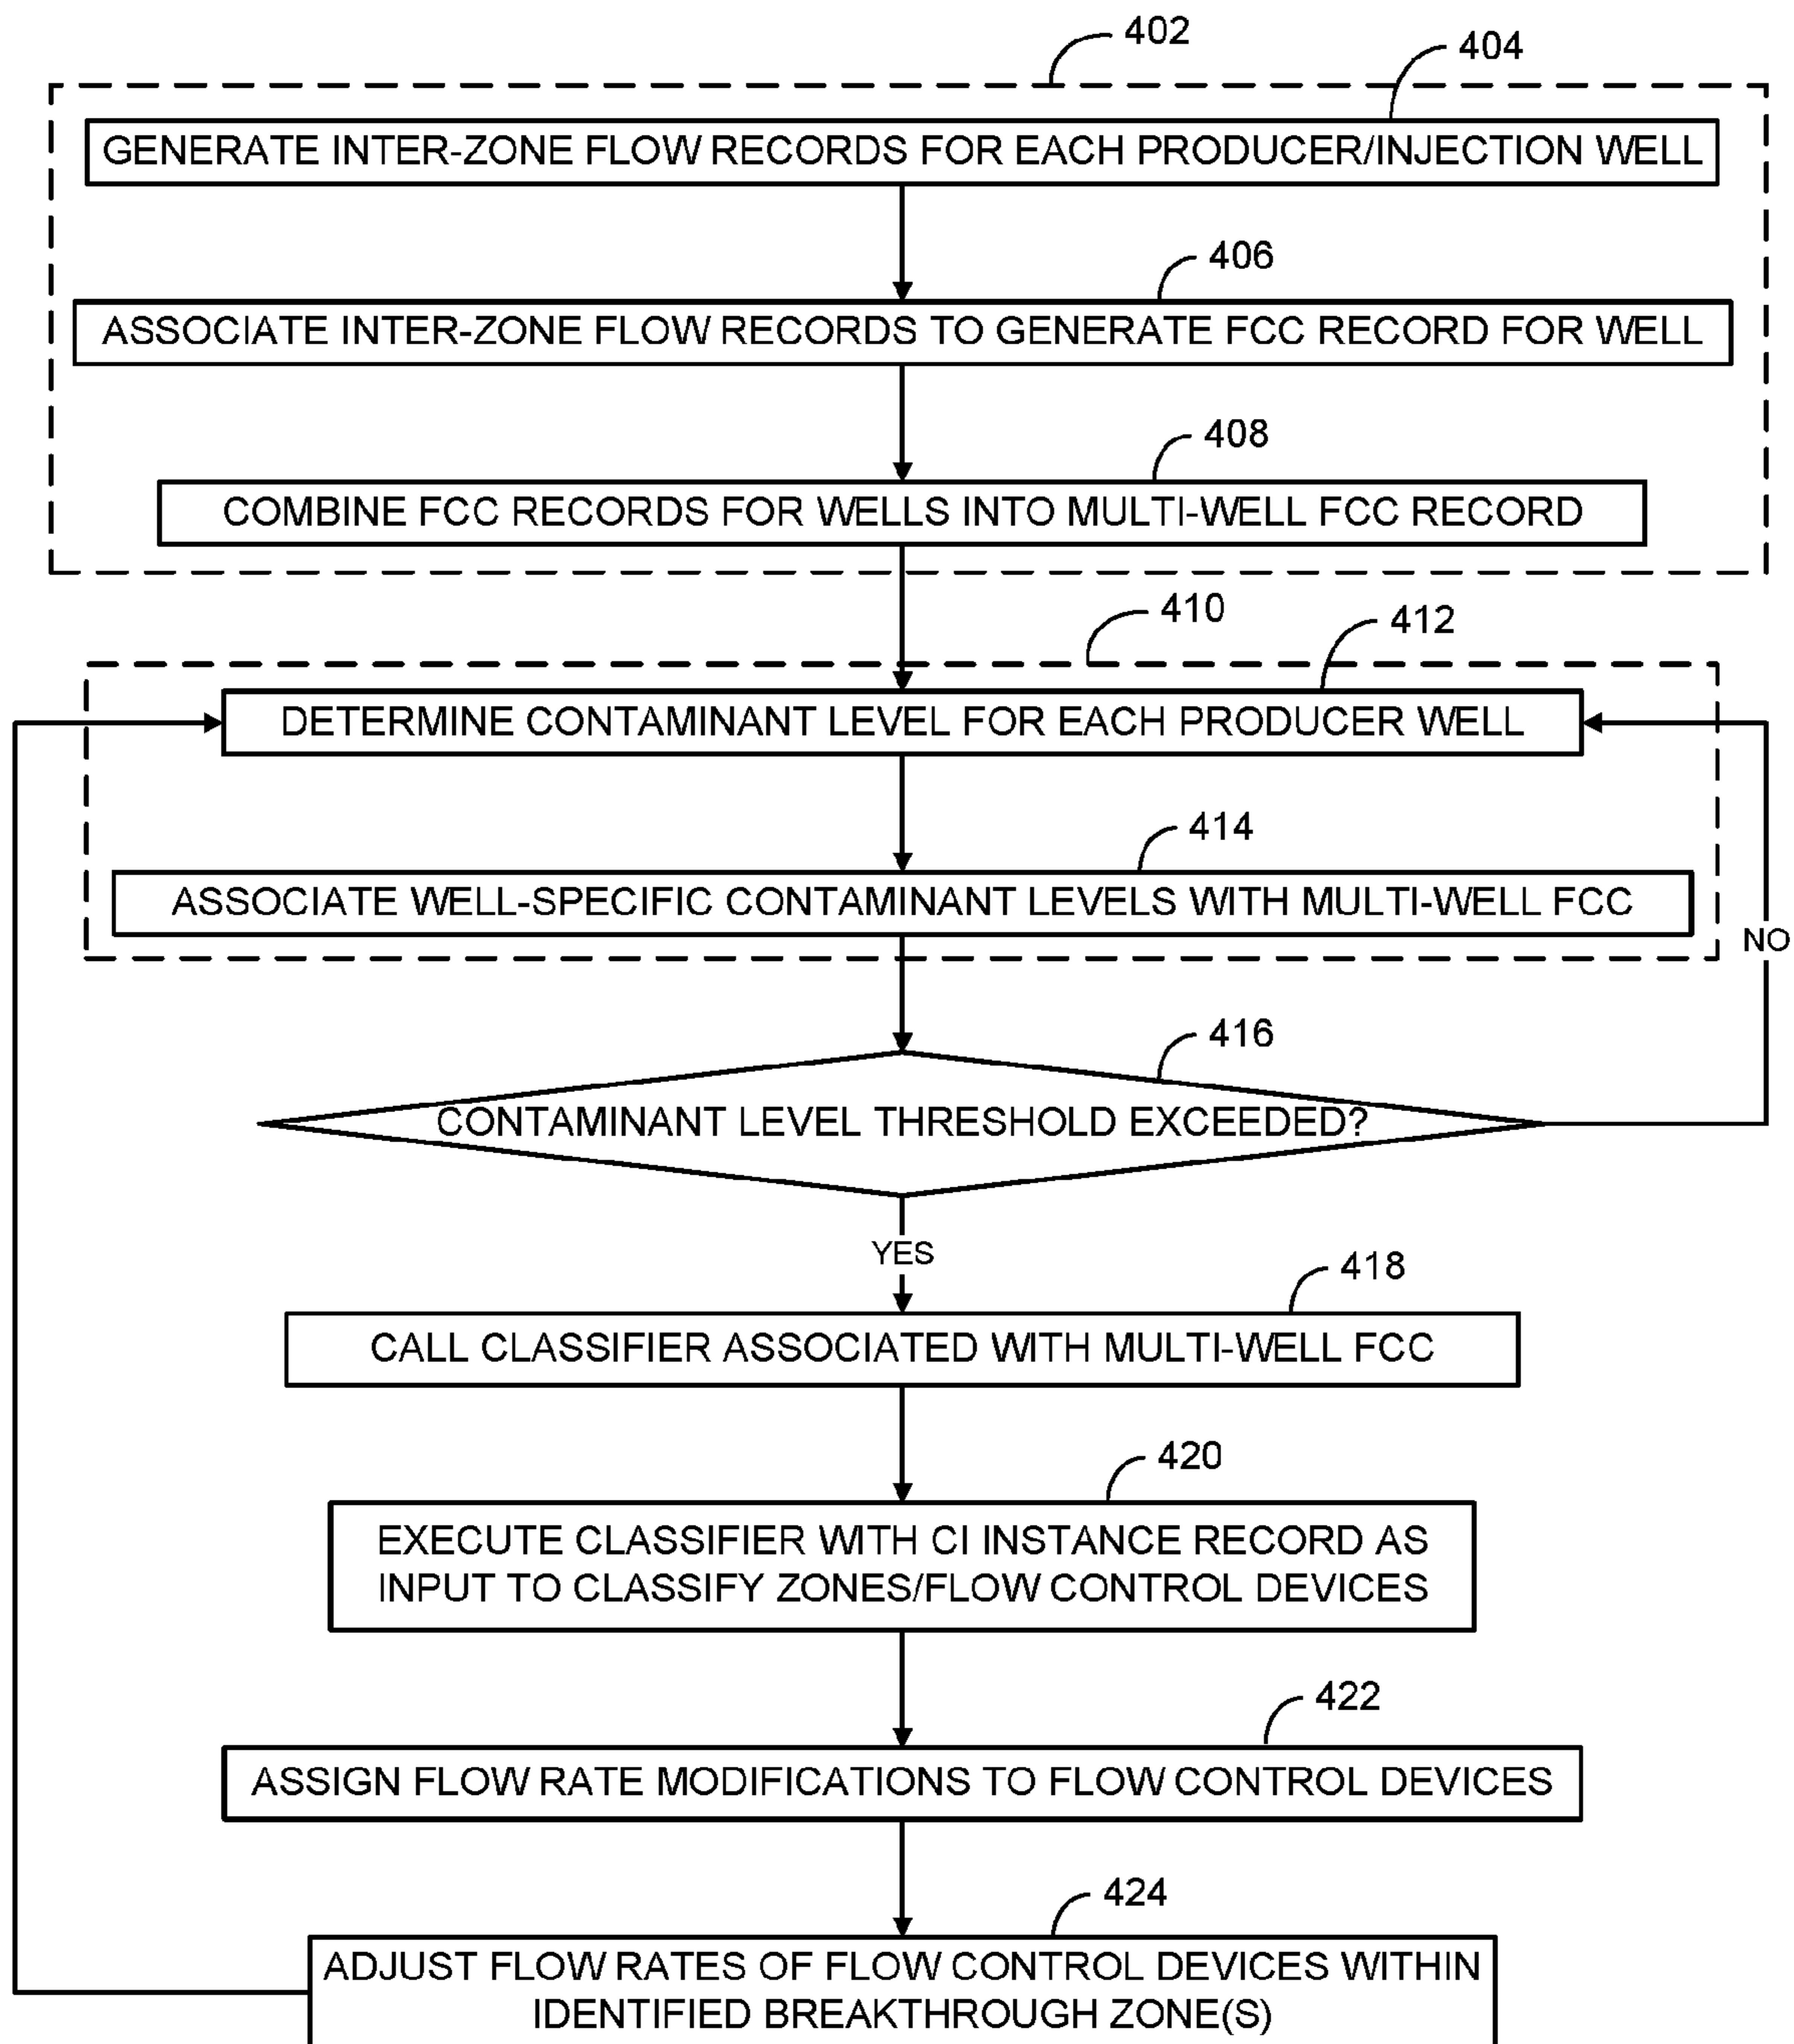 402
404
GENERATE INTER-ZONE FLOW RECORDS FOR EACH PRODUCER/INJECTION WELL
406
ASSOCIATE INTER-ZONE FLOW RECORDS TO GENERATE FCC RECORD FOR WELL
408
COMBINE FCC RECORDS FOR WELLS INTO MULTI-WELL FCC RECORD
410
412
DETERMINE CONTAMINANT LEVEL FOR EACH PRODUCER WELL
414
ASSOCIATE WELL-SPECIFIC CONTAMINANT LEVELS WITH MULTI-WELL FCC
NO
416
CONTAMINANT LEVEL THRESHOLD EXCEEDED?
YES
418
CALL CLASSIFIER ASSOCIATED WITH MULTI-WELL FCC
420
EXECUTE CLASSIFIER WITH CI INSTANCE RECORD AS
INPUT TO CLASSIFY ZONES/FLOW CONTROL DEVICES
422
ASSIGN FLOW RATE MODIFICATIONS TO FLOW CONTROL DEVICES
424
ADJUST FLOW RATES OF FLOW CONTROL DEVICES WITHIN
IDENTIFIED BREAKTHROUGH ZONE(S)